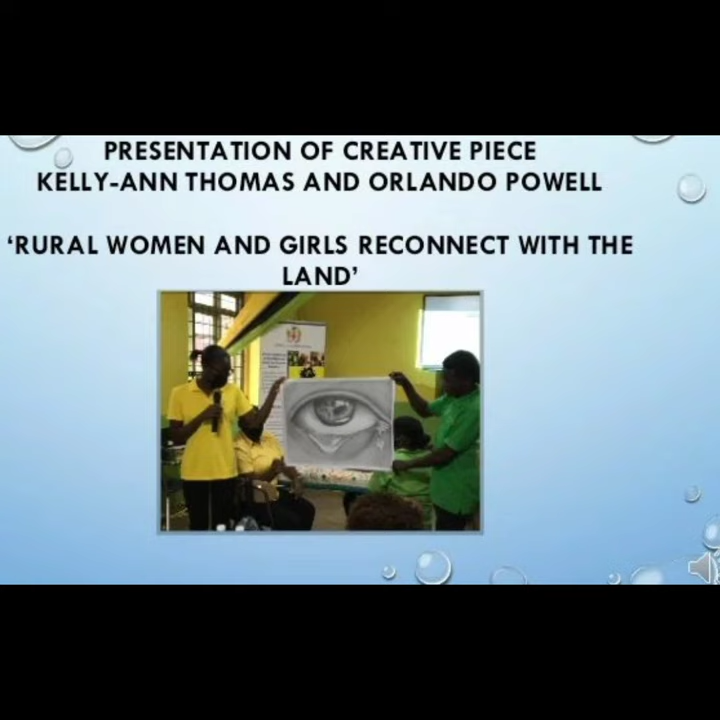 PRESENTATION OF CREATIVE PIECE
KELLY-ANN THOMAS AND ORLANDO POWELL
‘RURAL WOMEN AND GIRLS RECONNECT WITH THE
LAND’